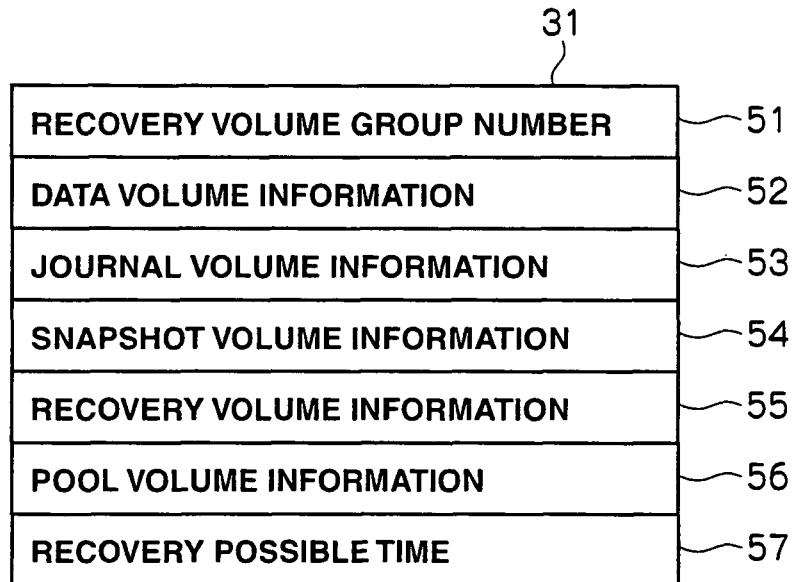 31
RECOVERY VOLUME GROUP NUMBER 51
DATA VOLUME INFORMATION 52
JOURNAL VOLUME INFORMATION 53
SNAPSHOT VOLUME INFORMATION 54
RECOVERY VOLUME INFORMATION 55
POOL VOLUME INFORMATION 56
RECOVERY POSSIBLE TIME 57